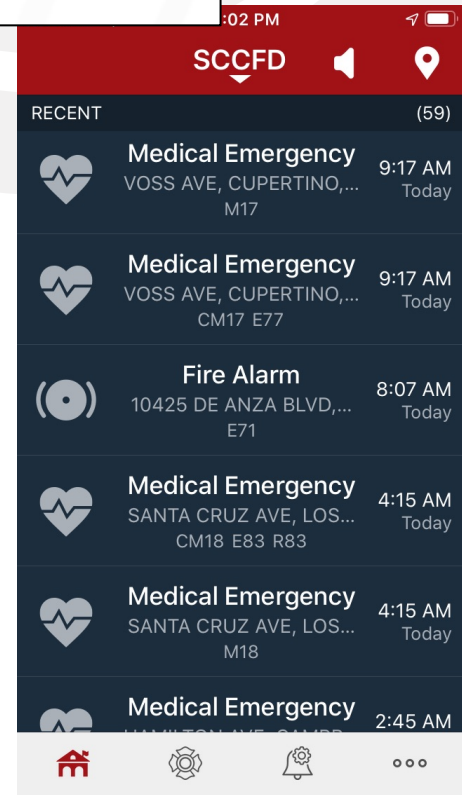 :02 PM
SCCFD
RECENT (59)
Medical Emergency
VOSS AVE, CUPERTINO,...
M17
9:17 AM
Today
Medical Emergency
VOSS AVE, CUPERTINO,...
CM17 E77
9:17 AM
Today
Fire Alarm
10425 DE ANZA BLVD,...
E71
8:07 AM
Today
Medical Emergency
SANTA CRUZ AVE, LOS...
CM18 E83 R83
4:15 AM
Today
Medical Emergency
SANTA CRUZ AVE, LOS...
M18
4:15 AM
Today
Medical Emergency
2:45 AM